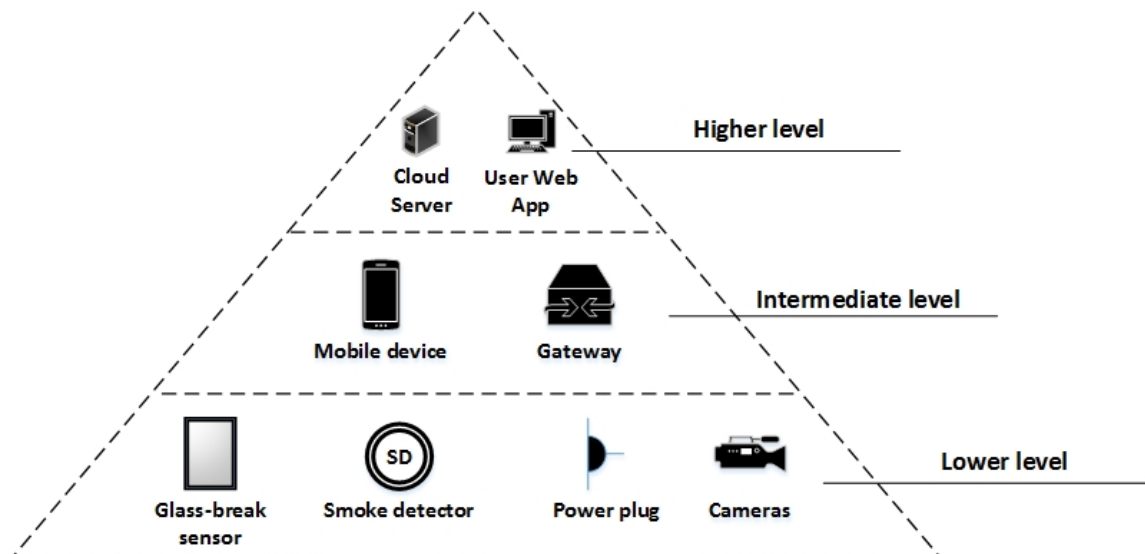 Higher level
Cloud
Server
User Web
App
Intermediate level
Mobile device
Gateway
Lower level
SD
Glass-break
sensor
Smoke detector
Power plug
Cameras